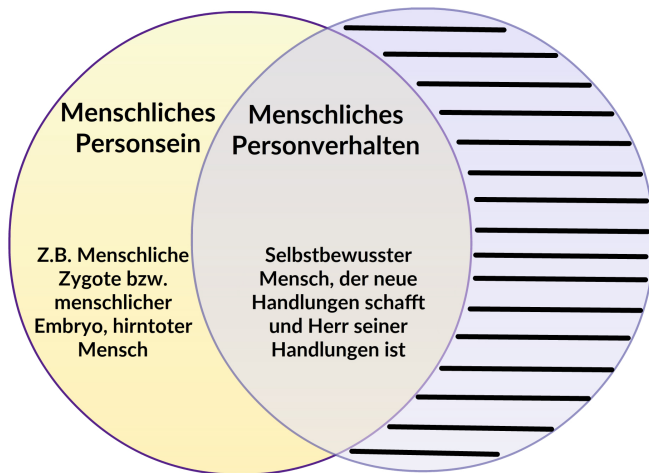 Menschliches
Personsein
Menschliches
Personverhalten
Z.B. Menschliche
Zygote bzw.
menschlicher
Embryo, hirntoter
Mensch
Selbstbewusster
Mensch, der neue
Handlungen schafft
und Herr seiner
Handlungen ist